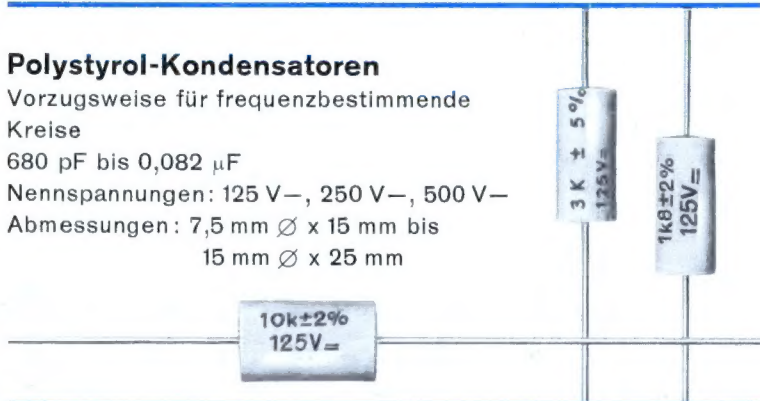 Polystyrol-Kondensatoren
Vorzugsweise für frequenzbestimmende
Kreise
680 pF bis 0,082 µF
Nennspannungen: 125 V–, 250 V–, 500 V–
Abmessungen: 7,5 mm ∅ x 15 mm bis
15 mm ∅ x 25 mm
3 K ± 5%
125V=
1k8±2%
125V=
10k±2%
125V=